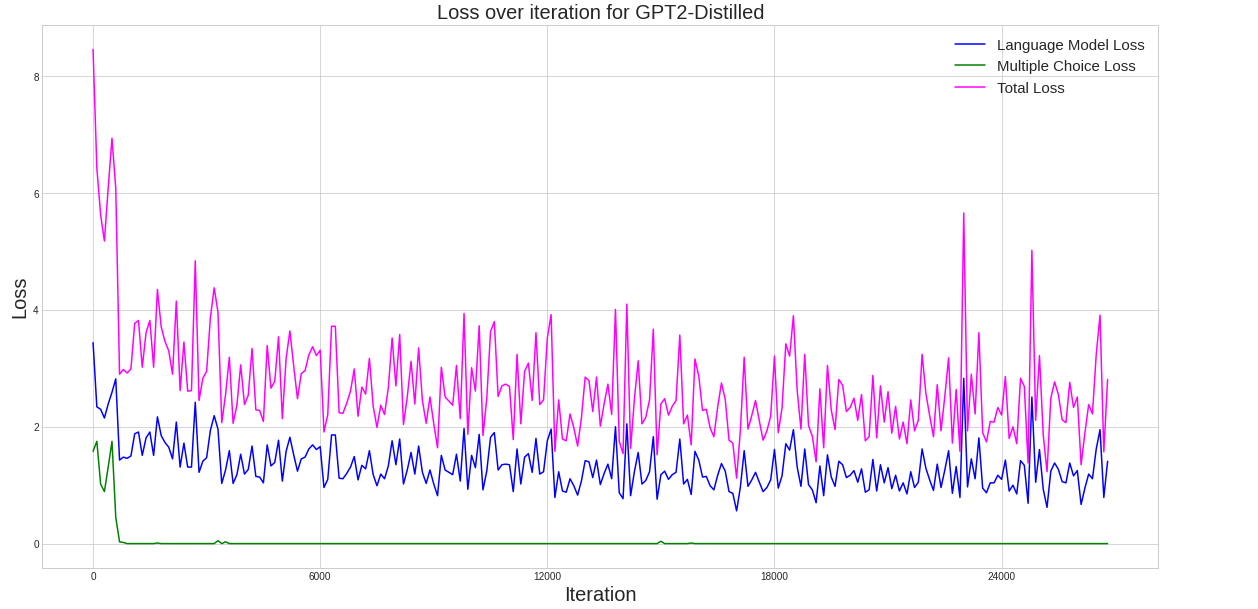 Loss over iteration for GPT2-Distilled
Language Model Loss
Multiple Choice Loss
Total Loss
Loss
8
6
4
2
0
0 6000 12000 18000 24000
Iteration